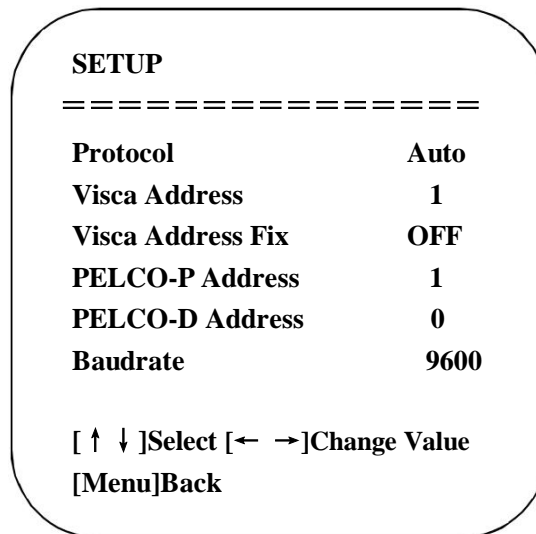 SETUP
===============
Protocol Auto
Visca Address 1
Visca Address Fix OFF
PELCO-P Address 1
PELCO-D Address 0
Baudrate 9600
[ ↑ ↓ ]Select [← →]Change Value
[Menu]Back